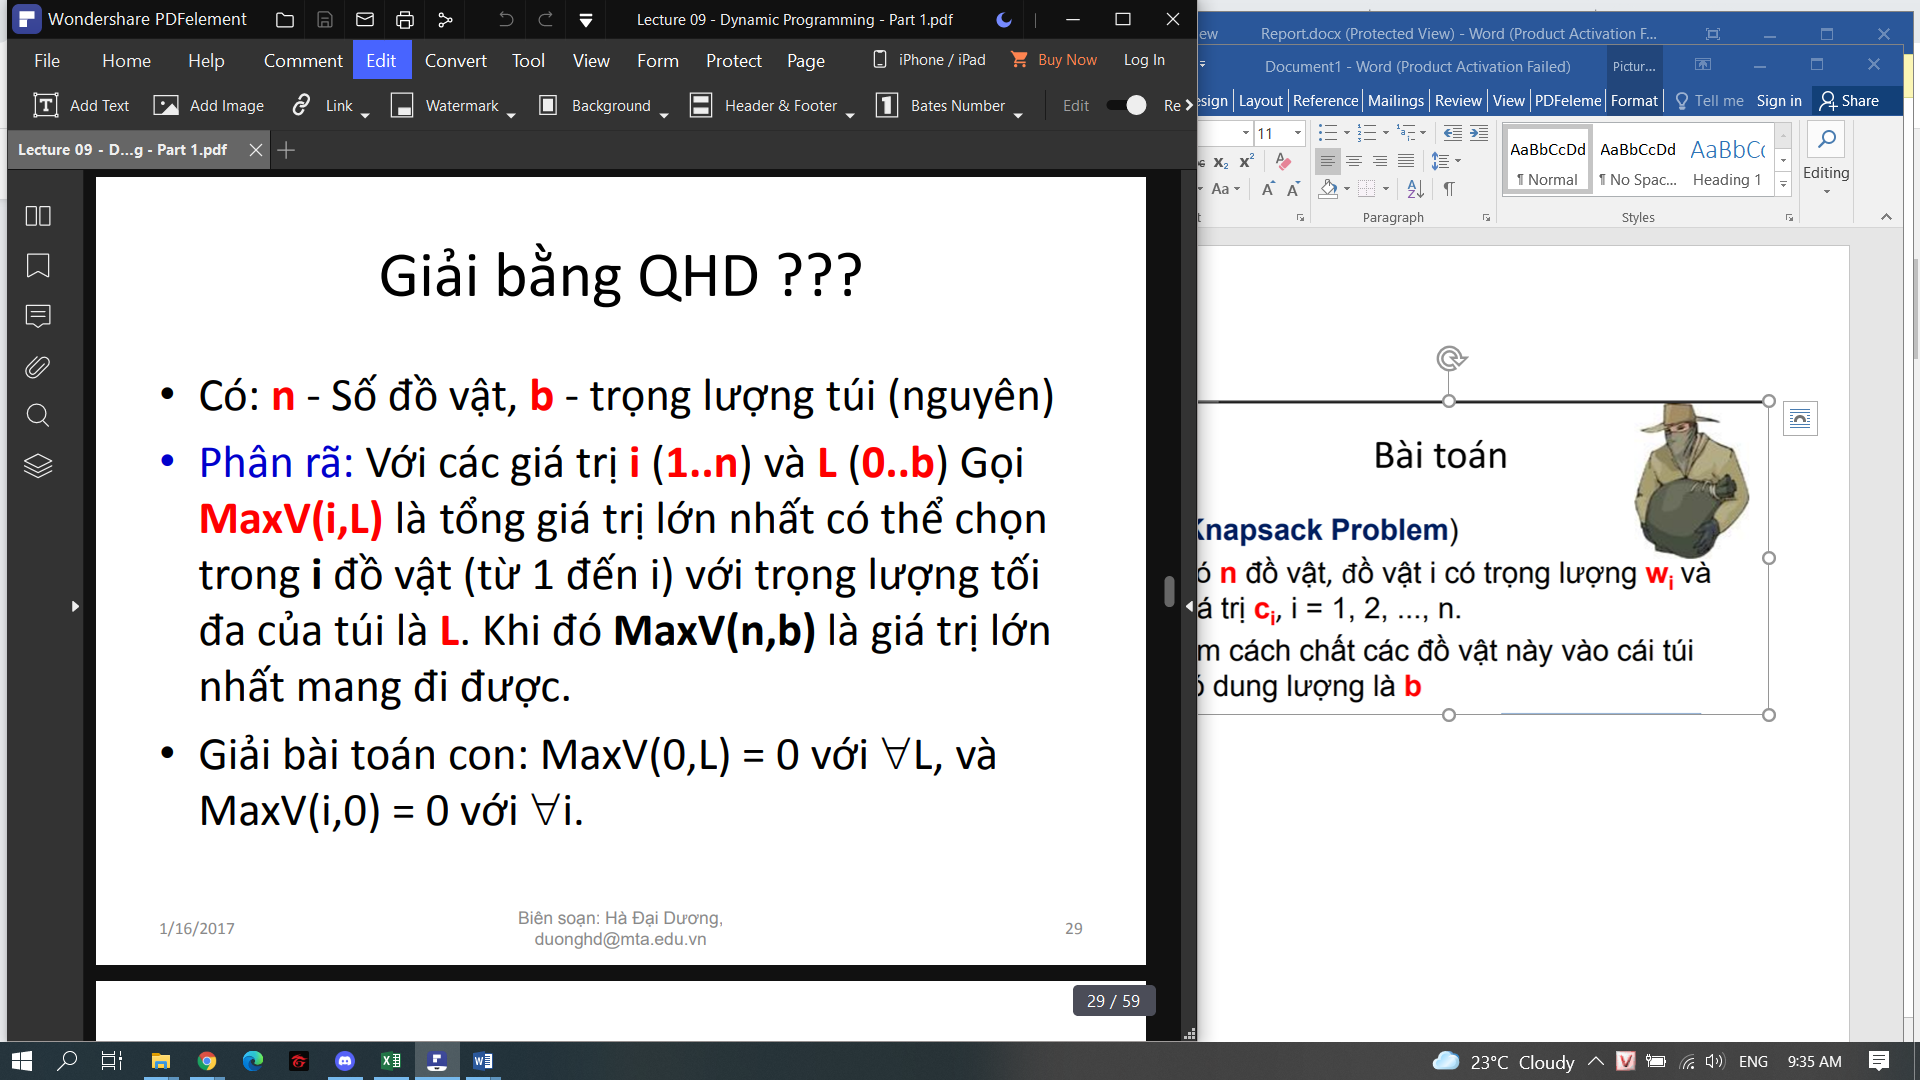 Wondershare PDFelement
Lecture 09 - Dynamic Programming - Part 1.pdf
File Home Help Comment Edit Convert Tool View Form Protect Page iPhone / iPad Buy Now Log In
Add Text Add Image Link Watermark Background Header & Footer Bates Number Edit Re
Lecture 09 - D...g - Part 1.pdf
Giải bằng QHD ???
• Có: n - Số đồ vật, b - trọng lượng túi (nguyên)
• Phân rã: Với các giá trị i (1..n) và L (0..b) Gọi
MaxV(i,L) là tổng giá trị lớn nhất có thể chọn
trong i đồ vật (từ 1 đến i) với trọng lượng tối
đa của túi là L. Khi đó MaxV(n,b) là giá trị lớn
nhất mang đi được.
• Giải bài toán con: MaxV(0,L) = 0 với ∀L, và
MaxV(i,0) = 0 với ∀i.
1/16/2017
Biên soạn: Hà Đại Dương,
duonghd@mta.edu.vn
29
29 / 59
ew Report.docx (Protected View) - Word (Product Activation F...
Document1 - Word (Product Activation Failed) Pictur...
esign Layout Reference Mailings Review View PDFeleme Format Tell me Sign in Share
11
AaBbCcDd AaBbCcDd AaBbCc
¶ Normal ¶ No Spac... Heading 1
Editing
Aa
t Paragraph Styles
Bài toán
Knapsack Problem)
ó n đồ vật, đồ vật i có trọng lượng wi và
á trị ci, i = 1, 2, ..., n.
m cách chất các đồ vật này vào cái túi
ó dung lượng là b
23°C Cloudy ENG 9:35 AM